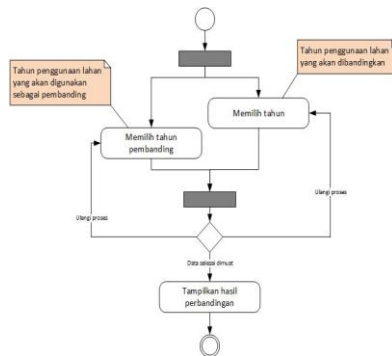 Tahun penggunaan lahan
yang akan digunakan
sebagai pembanding
Tahun penggunaan lahan
yang akan dibandingkan
Memilih tahun
Memilih tahun
pembanding
Ulangi proses
Ulangi proses
Data selesai dimuat
Tampilkan hasil
perbandingan